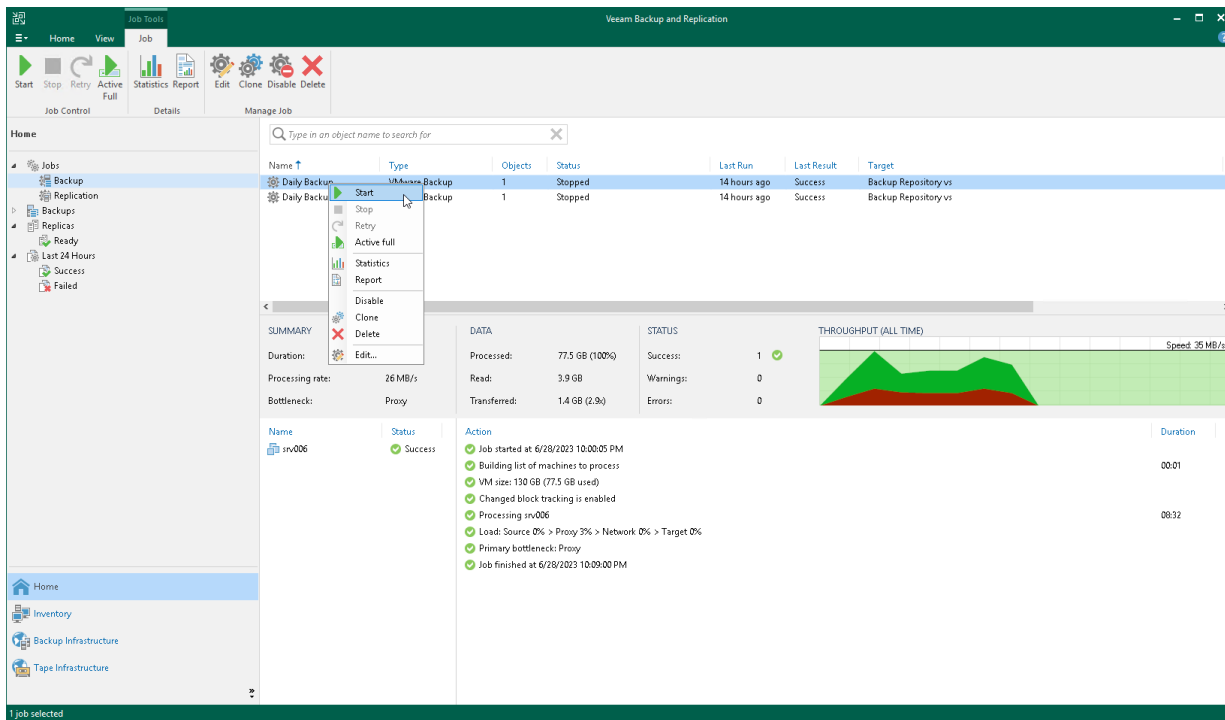 Job Tools
Veeam Backup and Replication
Home View Job
Start Stop Retry Active Full
Statistics Report
Edit Clone Disable Delete
Job Control Details Manage Job
Home
Type in an object name to search for
Jobs
Backup
Replication
Backups
Replicas
Ready
Last 24 Hours
Success
Failed
Name Type Objects Status Last Run Last Result Target
Daily Backup VMware Backup 1 Stopped 14 hours ago Success Backup Repository vs
Daily Backu Backup 1 Stopped 14 hours ago Success Backup Repository vs
Start
Stop
Retry
Active full
Statistics
Report
Disable
Clone
Delete
Edit...
SUMMARY
Duration:
Processing rate: 26 MB/s
Bottleneck: Proxy
DATA
Processed: 77.5 GB (100%)
Read: 3.9 GB
Transferred: 1.4 GB (2.9x)
STATUS
Success: 1
Warnings: 0
Errors: 0
THROUGHPUT (ALL TIME)
Speed: 35 MB/s
Name Status
srv006 Success
Action Duration
Job started at 6/28/2023 10:00:05 PM
Building list of machines to process 00:01
VM size: 130 GB (77.5 GB used)
Changed block tracking is enabled
Processing srv006 08:32
Load: Source 0% > Proxy 3% > Network 0% > Target 0%
Primary bottleneck: Proxy
Job finished at 6/28/2023 10:09:00 PM
Home
Inventory
Backup Infrastructure
Tape Infrastructure
1 job selected